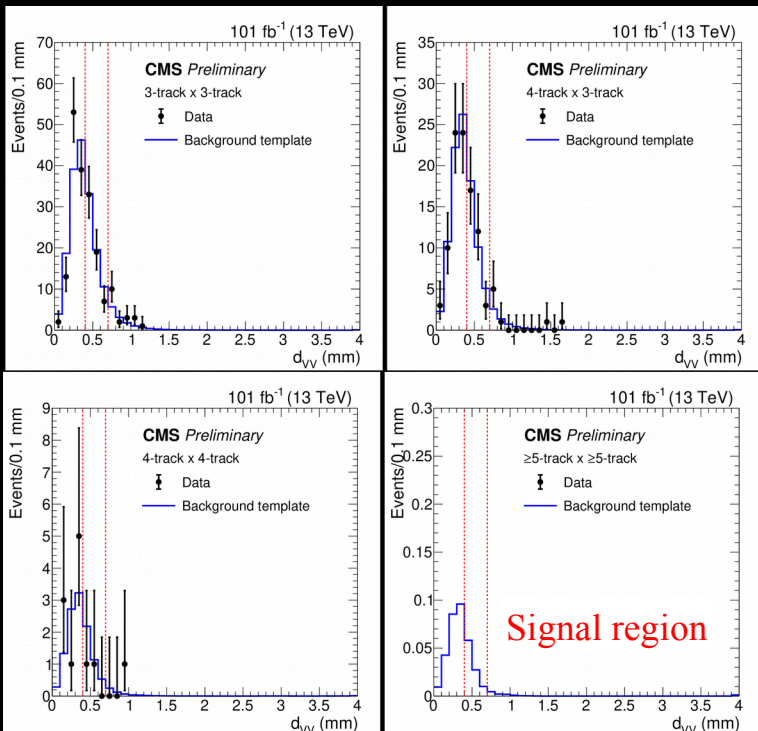 101 fb⁻¹ (13 TeV)
Events/0.1 mm
CMS Preliminary
3-track x 3-track
Data
Background template
70
60
50
40
30
20
10
0
0 0.5 1 1.5 2 2.5 3 3.5 4
d_VV (mm)
101 fb⁻¹ (13 TeV)
Events/0.1 mm
CMS Preliminary
4-track x 3-track
Data
Background template
35
30
25
20
15
10
5
0
0 0.5 1 1.5 2 2.5 3 3.5 4
d_VV (mm)
101 fb⁻¹ (13 TeV)
Events/0.1 mm
CMS Preliminary
4-track x 4-track
Data
Background template
9
8
7
6
5
4
3
2
1
0
0 0.5 1 1.5 2 2.5 3 3.5 4
d_VV (mm)
101 fb⁻¹ (13 TeV)
Events/0.1 mm
CMS Preliminary
≥5-track x ≥5-track
Data
Background template
Signal region
0.3
0.25
0.2
0.15
0.1
0.05
0
0 0.5 1 1.5 2 2.5 3 3.5 4
d_VV (mm)